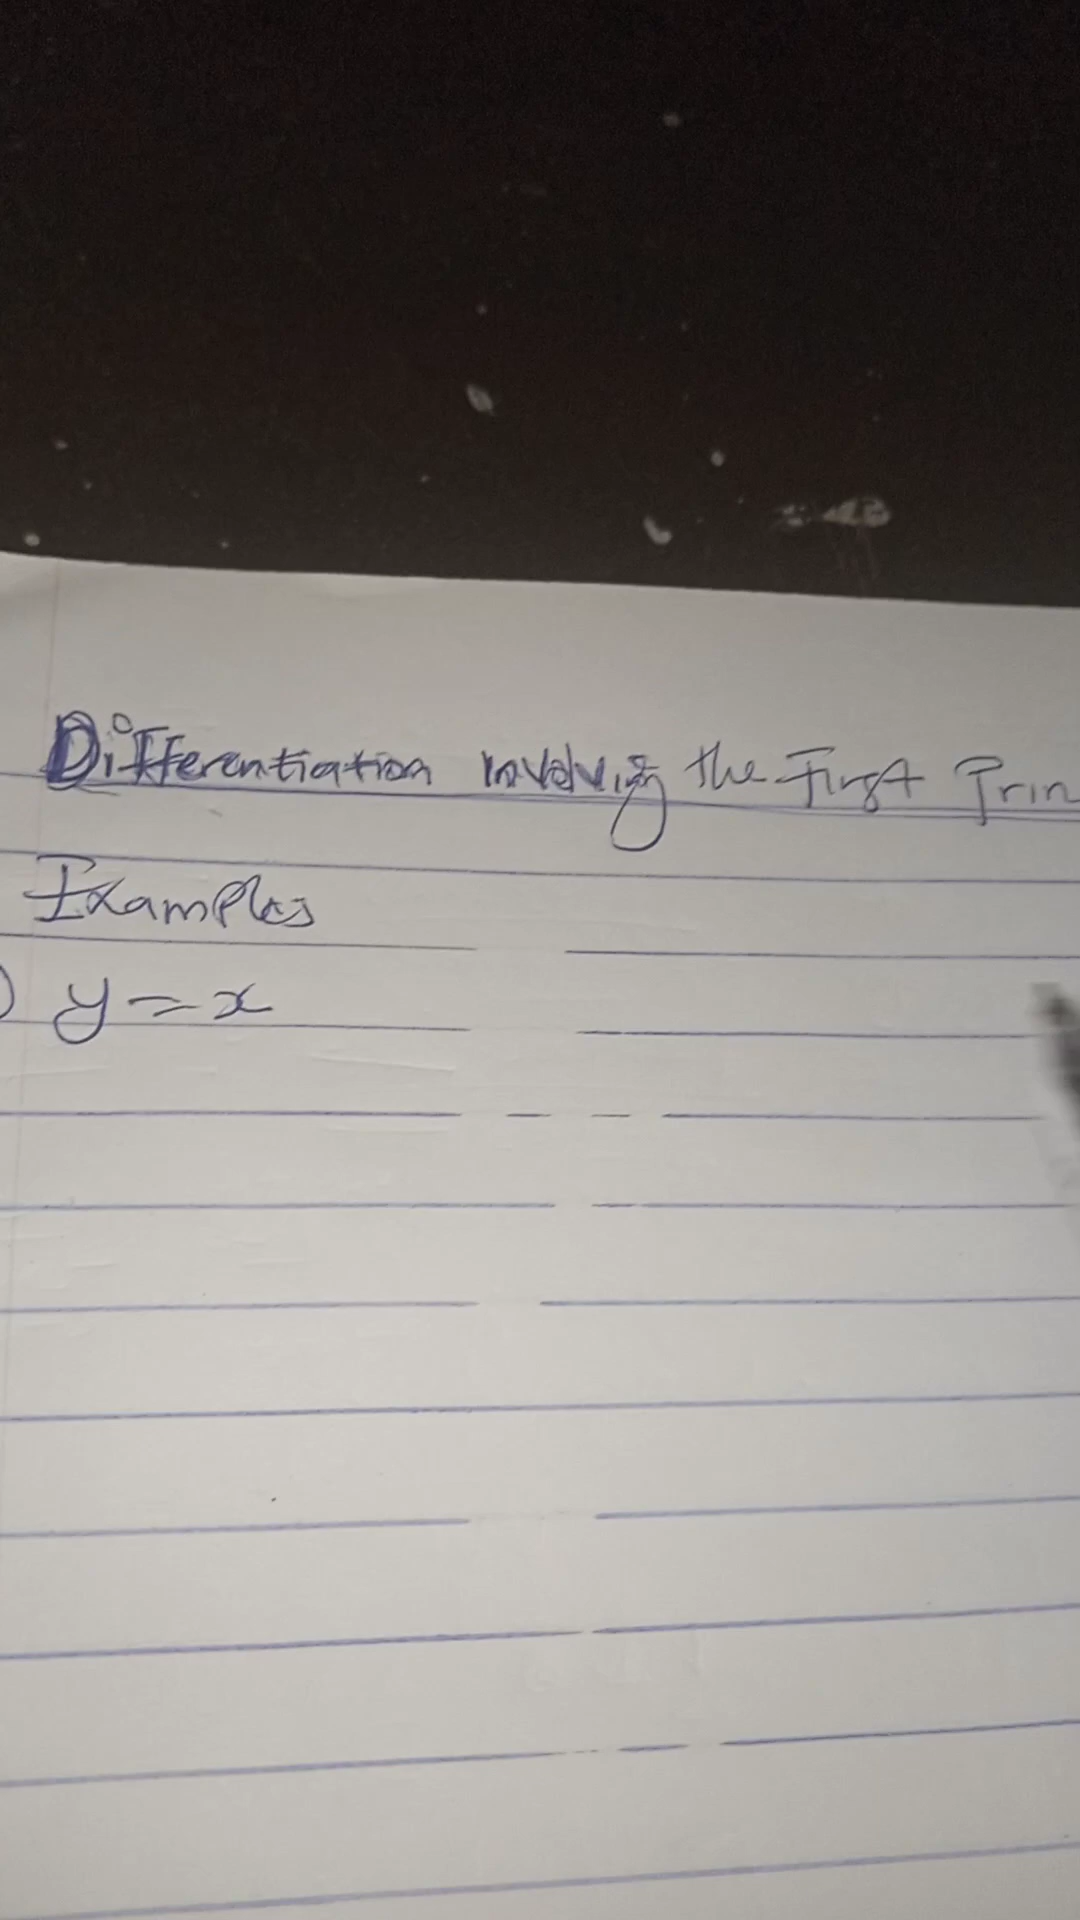 Differentiation involving the First Prin
Examples
) y = x